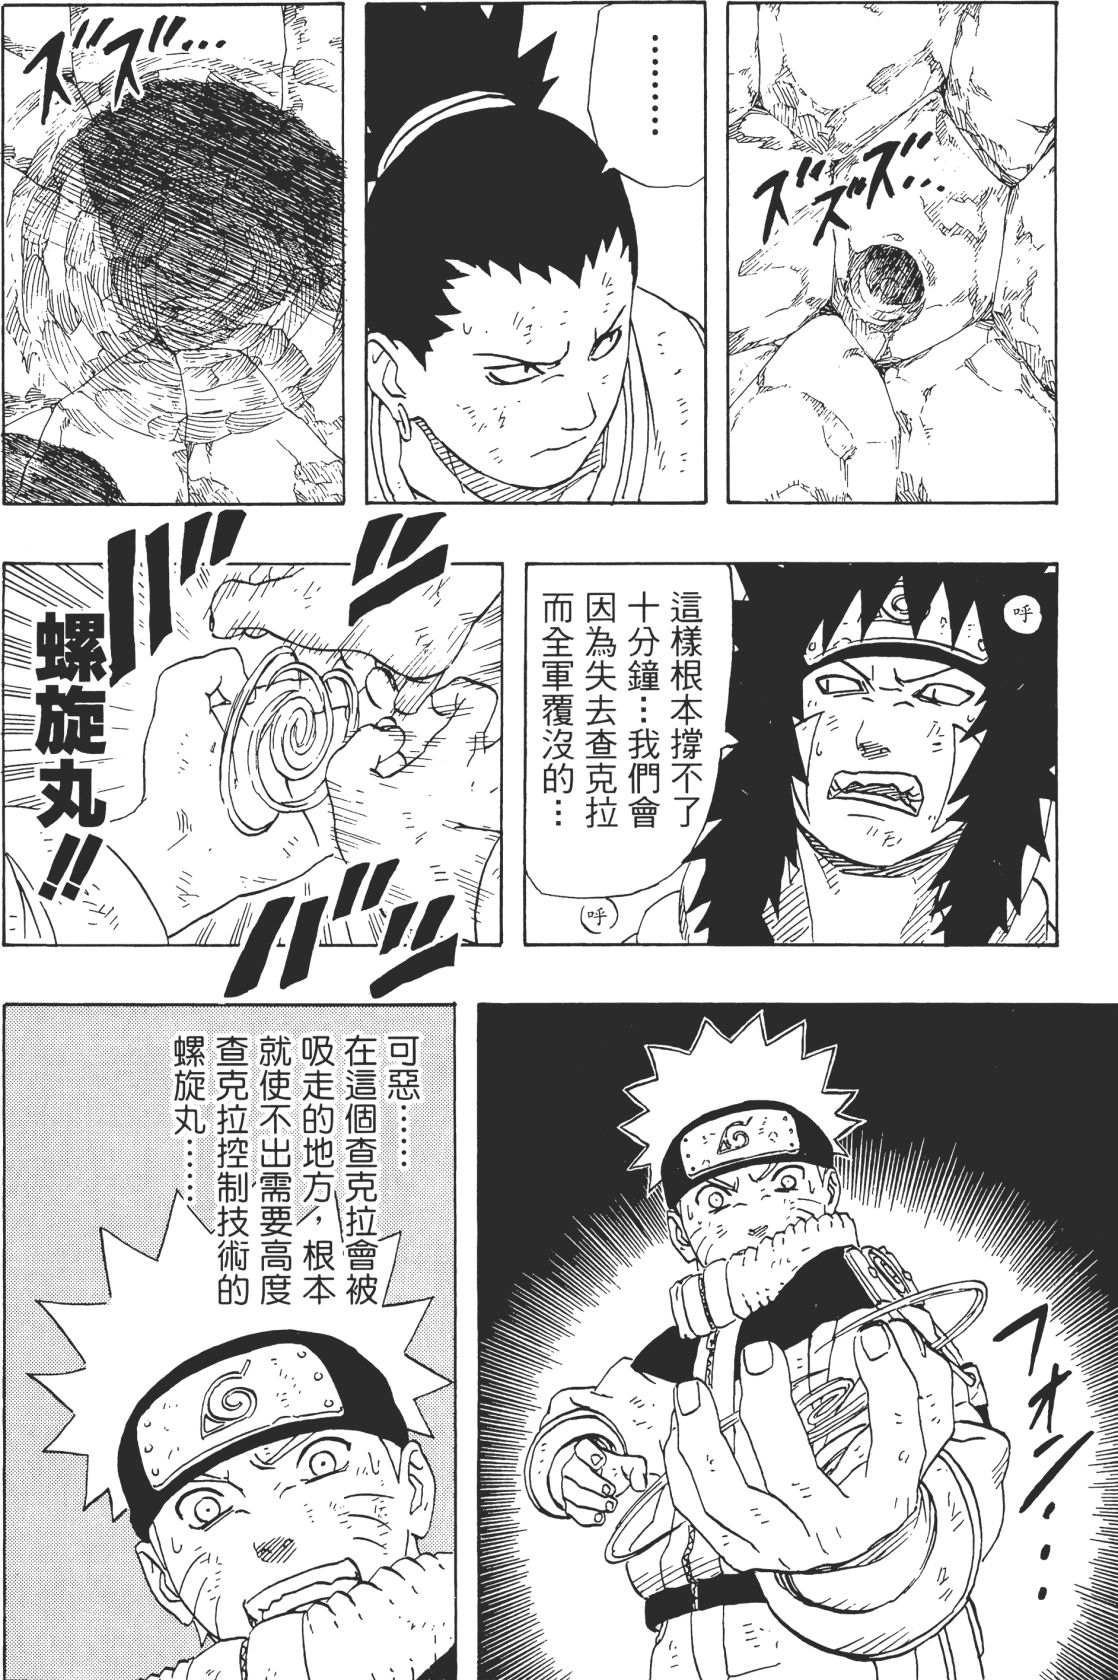 ズズズ…
………
ズズ…
呼
這樣根本撐不了
十分鐘…我們會
因為失去查克拉
而全軍覆沒的…
呼
バッ
螺旋丸!!
バッ
フォン…
可惡……
在這個查克拉會被
吸走的地方，根本
就使不出需要高度
查克拉控制技術的
螺旋丸……